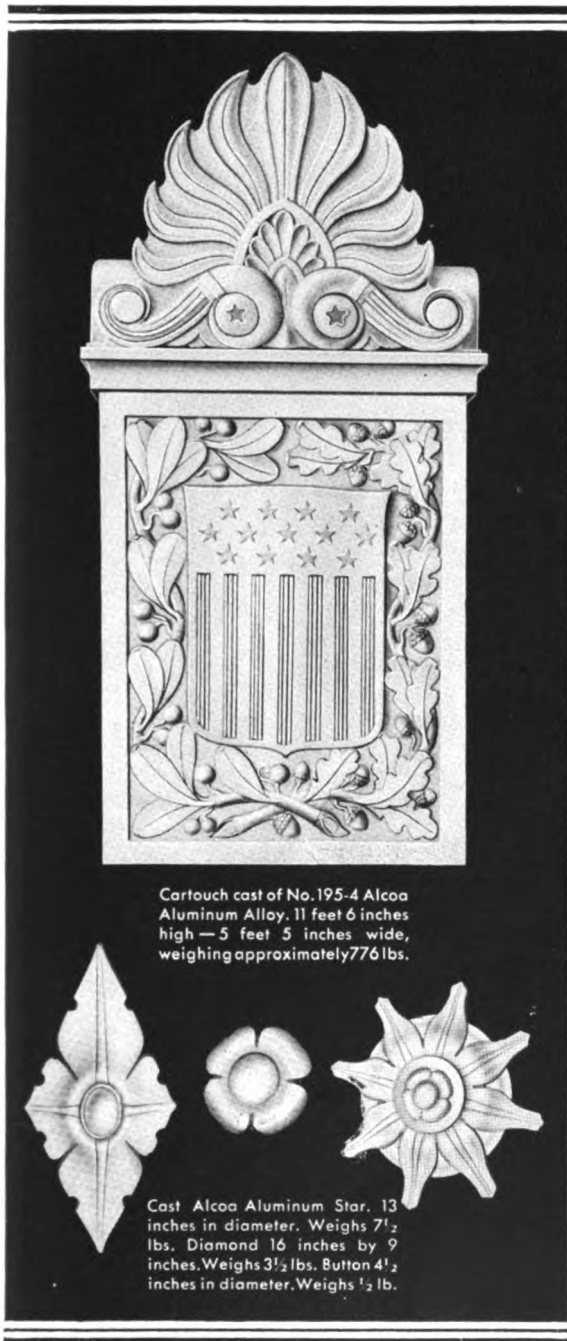 Cartouch cast of No. 195-4 Alcoa
Aluminum Alloy. 11 feet 6 inches
high — 5 feet 5 inches wide,
weighing approximately 776 lbs.
Cast Alcoa Aluminum Star. 13
inches in diameter. Weighs 7½
lbs. Diamond 16 inches by 9
inches. Weighs 3½ lbs. Button 4½
inches in diameter. Weighs ½ lb.